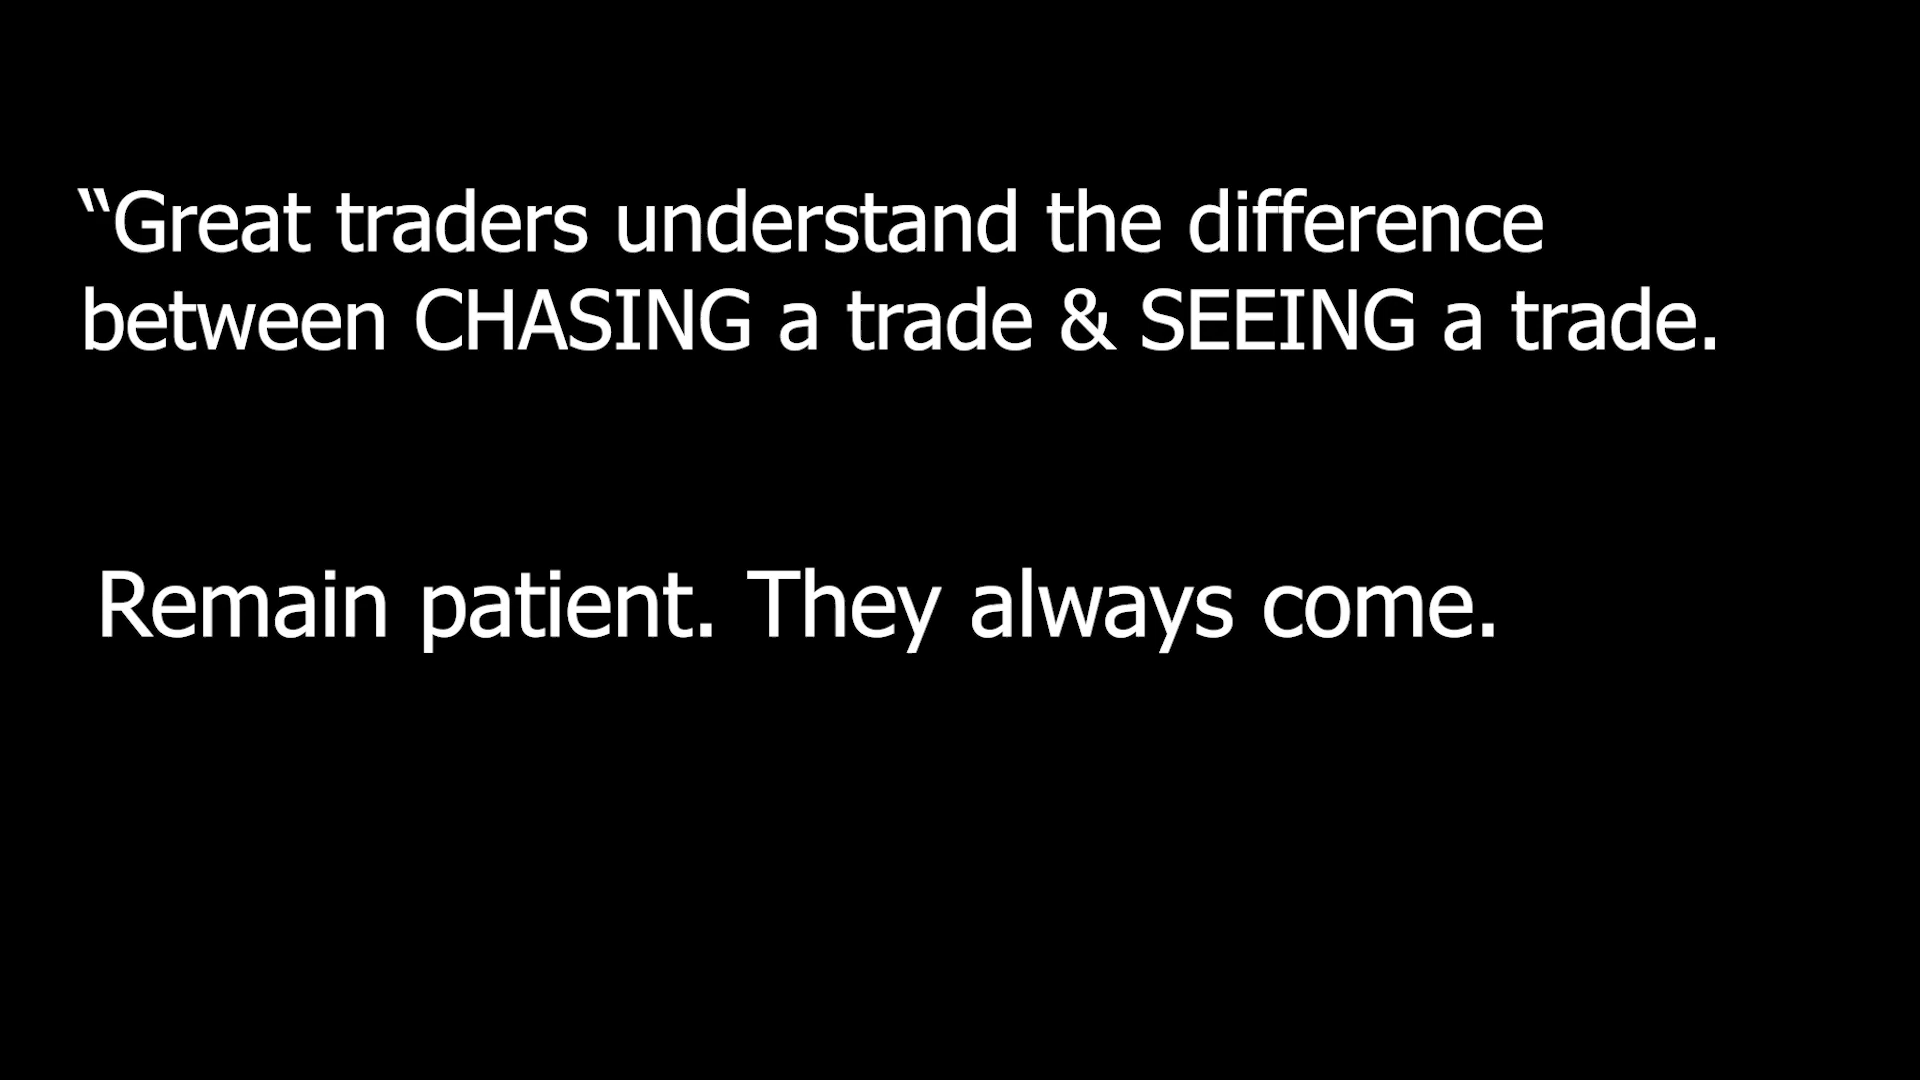 “Great traders understand the difference
between CHASING a trade & SEEING a trade.
Remain patient. They always come.